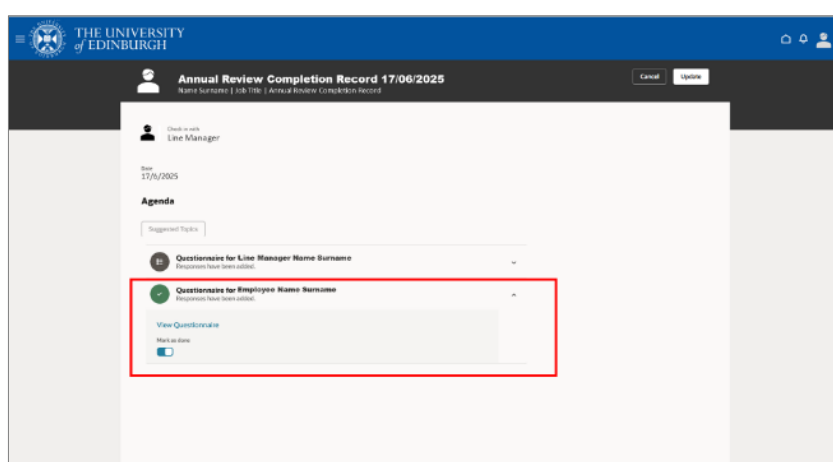 THE UNIVERSITY
of EDINBURGH
Annual Review Completion Record 17/06/2025
Name Surname | Job Title | Annual Review Completion Record
Cancel
Update
Check in with
Line Manager
Date
17/6/2025
Agenda
Suggested Topics
Questionnaire for Line Manager Name Surname
Responses have been added.
Questionnaire for Employee Name Surname
Responses have been added.
View Questionnaire
Mark as done